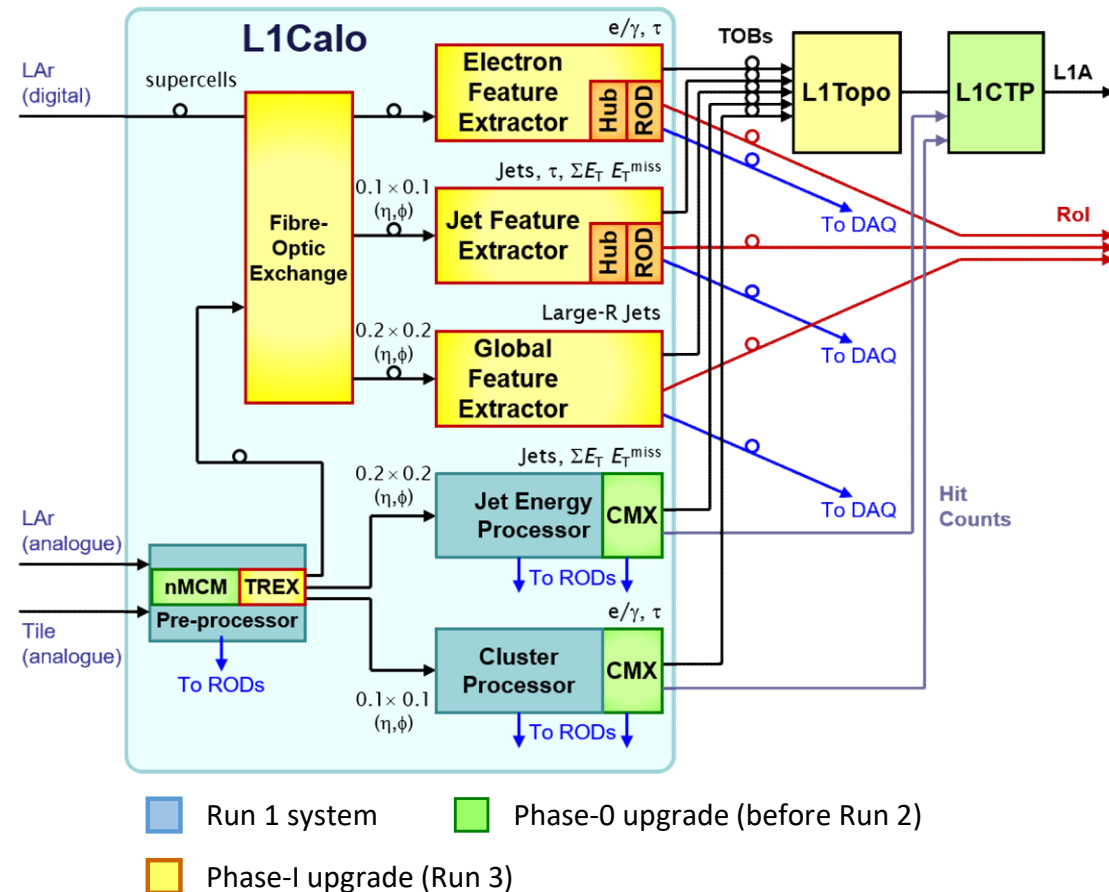 L1Calo
LAr
(digital)
supercells
e/γ, τ
Electron
Feature
Extractor
Hub
ROD
TOBs
L1Topo
L1CTP
L1A
Fibre-
Optic
Exchange
0.1 × 0.1
(η,ϕ)
Jets, τ, ΣE_T E_T^miss
Jet Feature
Extractor
Hub
ROD
To DAQ
RoI
0.2 × 0.2
(η,ϕ)
Large-R Jets
Global
Feature
Extractor
To DAQ
To DAQ
LAr
(analogue)
Tile
(analogue)
nMCM
TREX
Pre-processor
To RODs
0.2 × 0.2
(η,ϕ)
Jets, ΣE_T E_T^miss
Jet Energy
Processor
CMX
To RODs
Hit
Counts
0.1 × 0.1
(η,ϕ)
e/γ, τ
Cluster
Processor
CMX
To RODs
Run 1 system
Phase-0 upgrade (before Run 2)
Phase-I upgrade (Run 3)